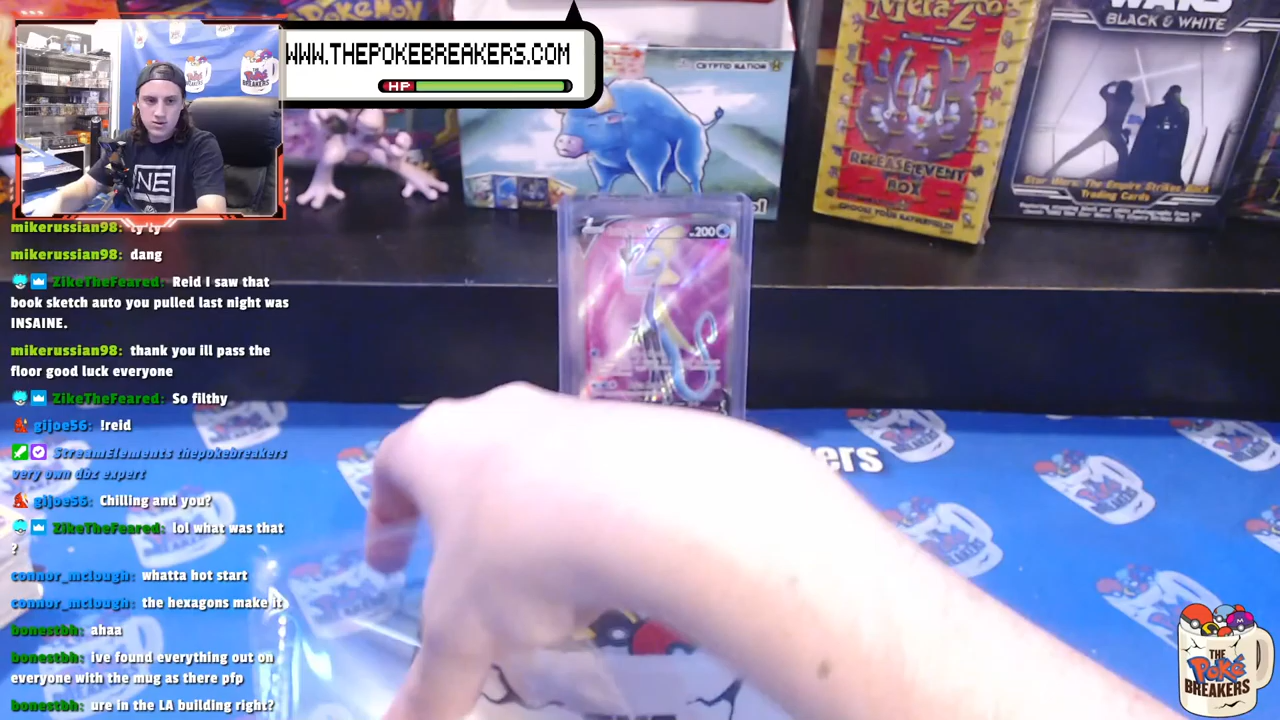 WARS
BLACK & WHITE
MetaZoo
CRYPTID NATION
WWW.THEPOKEBREAKERS.COM
HP
RELEASE EVENT
BOX
Star Wars: The Empire Strikes Back
Trading Cards
NE
200
mikerussian98: ty ty
mikerussian98: dang
ZikeTheFeared: Reid I saw that
book sketch auto you pulled last night was
INSAINE.
mikerussian98: thank you ill pass the
floor good luck everyone
ZikeTheFeared: So filthy
gijoe56: !reid
StreamElements thepokebreakers
very own dbz expert
gijoe56: Chilling and you?
ZikeTheFeared: lol what was that
?
connor_mclough: whatta hot start
connor_mclough: the hexagons make it
bonestbh: ahaa
bonestbh: ive found everything out on
everyone with the mug as there pfp
bonestbh: ure in the LA building right?
ers
THE
Poké
BREAKERS